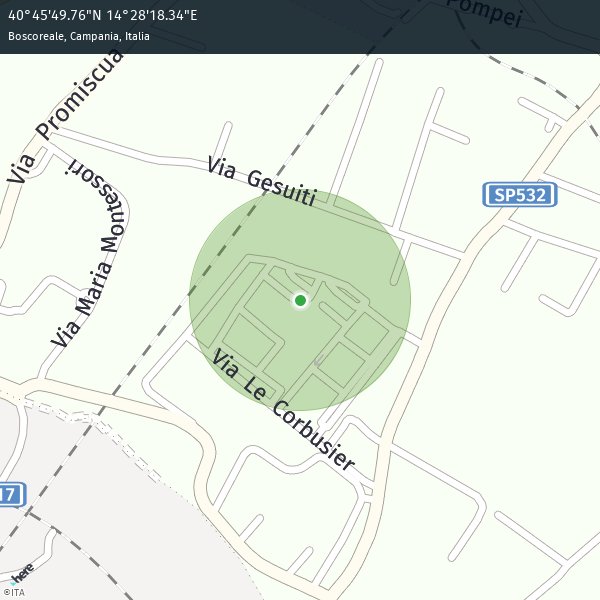 40°45'49.76"N 14°28'18.34"E
Boscoreale, Campania, Italia
Pompei
Via Promiscua
Via Gesuiti
Via Maria Montessori
SP532
Via Le Corbusier
17
here
©ITA